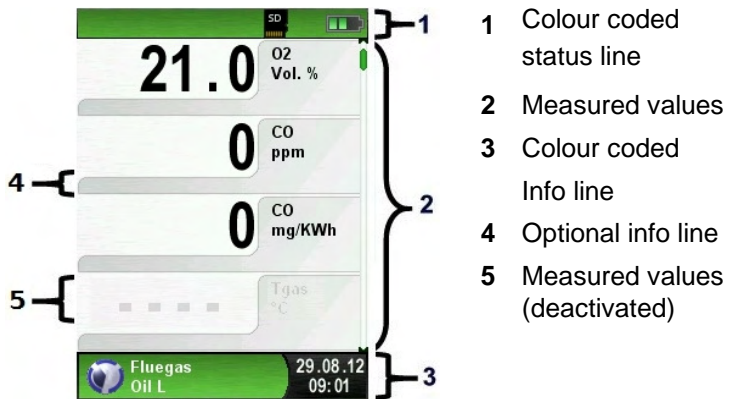 SD
1
21.0 O2
Vol. %
0 CO
ppm
4
0 CO
mg/KWh
2
5
---- Tgas
°C
Fluegas
Oil L
29.08.12
09:01
3
1 Colour coded
status line
2 Measured values
3 Colour coded
Info line
4 Optional info line
5 Measured values
(deactivated)